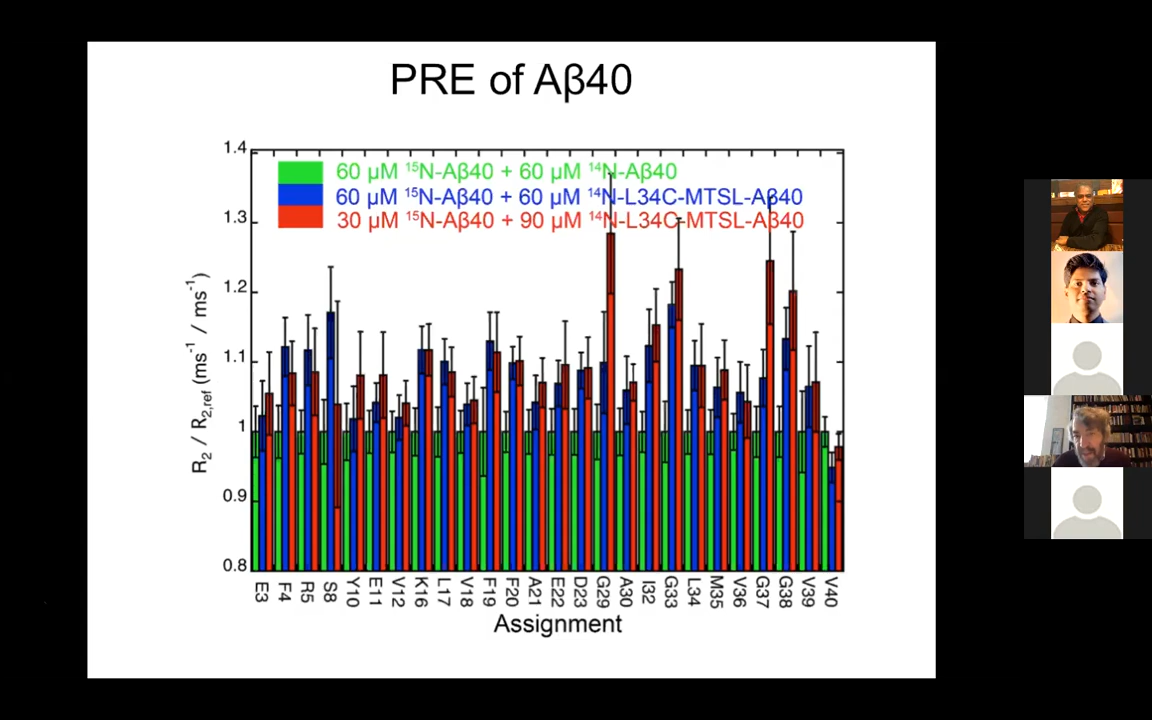 PRE of Aβ40
1.4
1.3
1.2
1.1
1
0.9
0.8
R2 / R2,ref (ms-1 / ms-1)
60 µM 15N-Aβ40 + 60 µM 14N-Aβ40
60 µM 15N-Aβ40 + 60 µM 14N-L34C-MTSL-Aβ40
30 µM 15N-Aβ40 + 90 µM 14N-L34C-MTSL-Aβ40
E3 F4 R5 S8 Y10 E11 V12 K16 L17 V18 F19 F20 A21 E22 D23 G29 A30 I32 G33 L34 M35 V36 G37 G38 V39 V40
Assignment